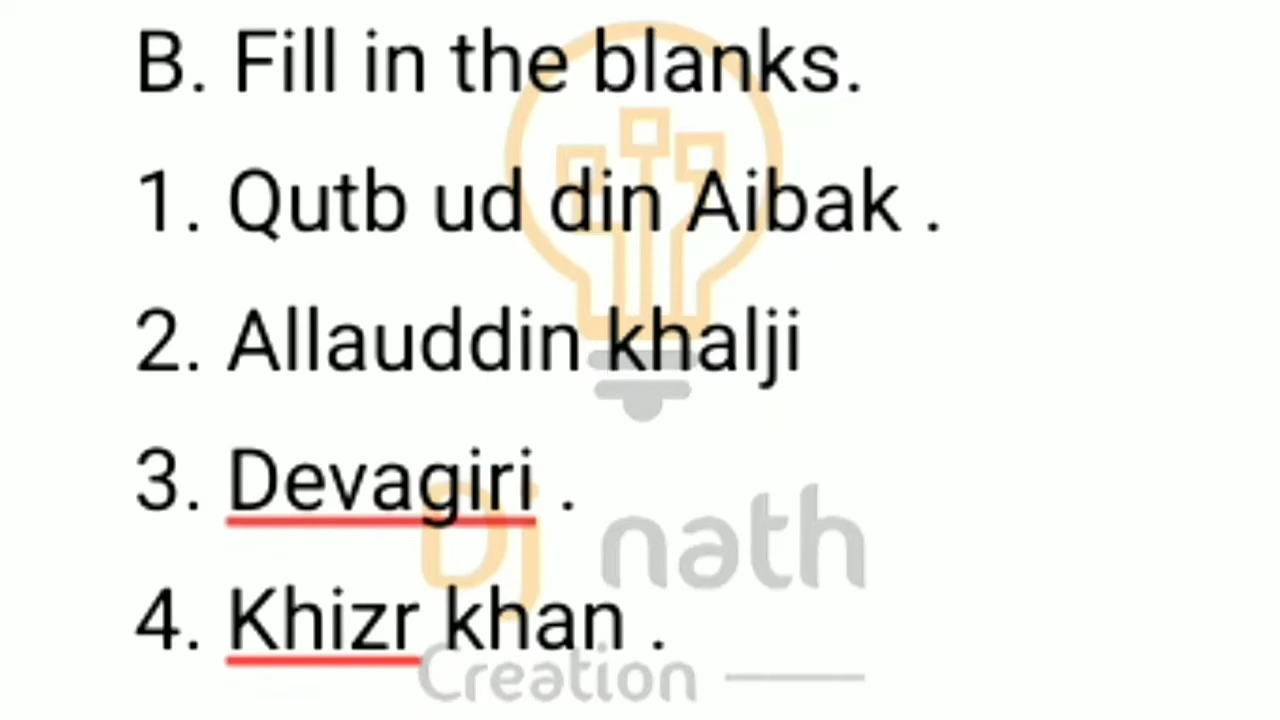 B. Fill in the blanks.
1. Qutb ud din Aibak .
2. Allauddin khalji
3. Devagiri .
Dj nath
4. Khizr khan .
Creation